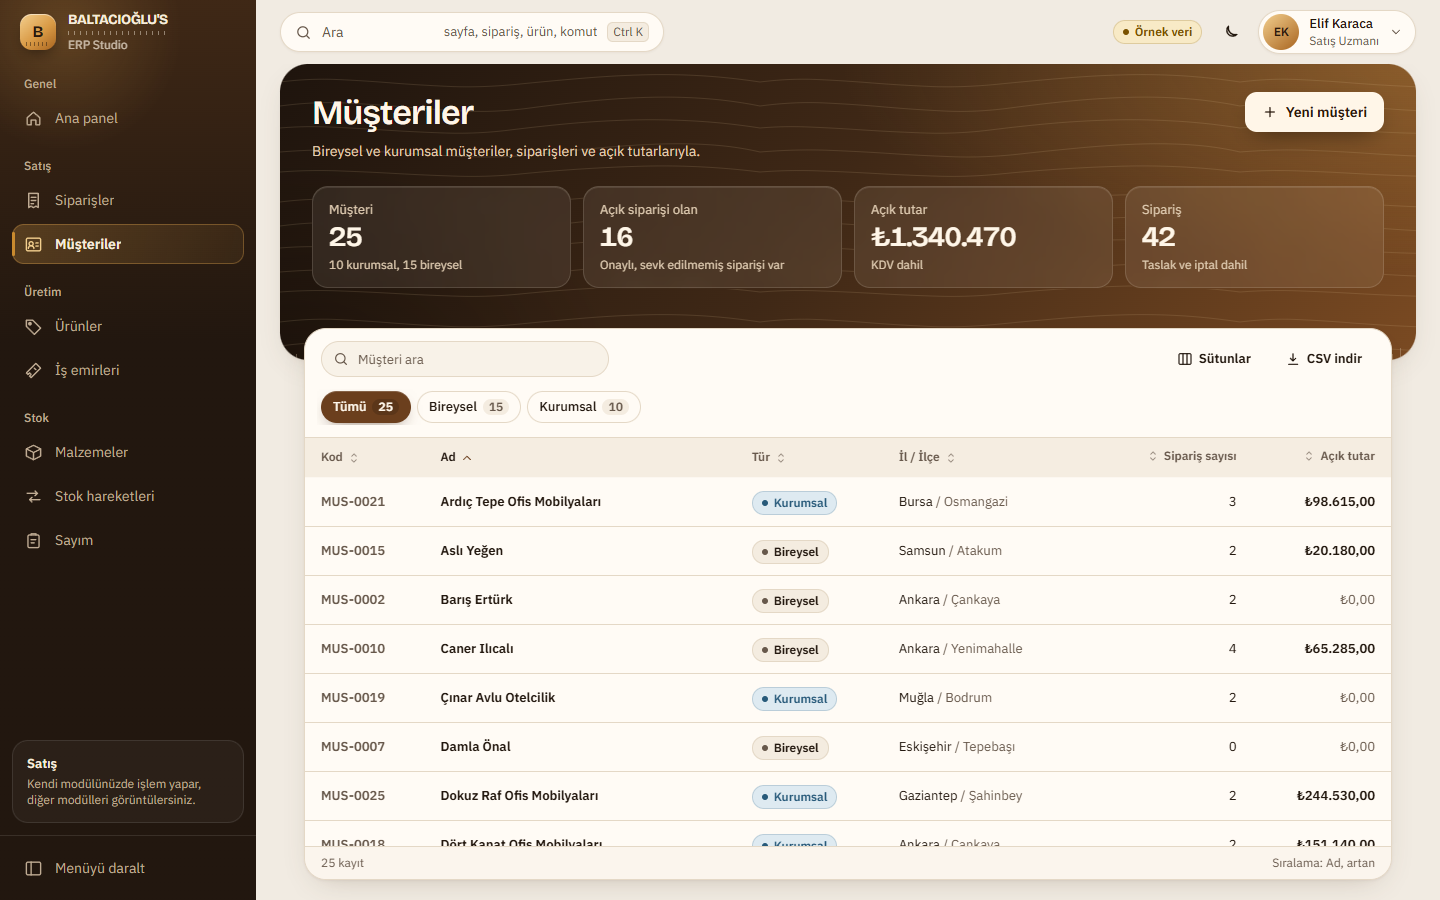 B
BALTACIOĞLU'S
ERP Studio
Genel
Ana panel
Satış
Siparişler
Müşteriler
Üretim
Ürünler
İş emirleri
Stok
Malzemeler
Stok hareketleri
Sayım
Satış
Kendi modülünüzde işlem yapar,
diğer modülleri görüntülersiniz.
Menüyü daralt
Ara sayfa, sipariş, ürün, komut Ctrl K
Örnek veri
EK
Elif Karaca
Satış Uzmanı
Müşteriler
Yeni müşteri
Bireysel ve kurumsal müşteriler, siparişleri ve açık tutarlarıyla.
Müşteri
25
10 kurumsal, 15 bireysel
Açık siparişi olan
16
Onaylı, sevk edilmemiş siparişi var
Açık tutar
₺1.340.470
KDV dahil
Sipariş
42
Taslak ve iptal dahil
Müşteri ara
Sütunlar
CSV indir
Tümü 25 Bireysel 15 Kurumsal 10
Kod Ad Tür İl / İlçe Sipariş sayısı Açık tutar
MUS-0021 Ardıç Tepe Ofis Mobilyaları Kurumsal Bursa / Osmangazi 3 ₺98.615,00
MUS-0015 Aslı Yeğen Bireysel Samsun / Atakum 2 ₺20.180,00
MUS-0002 Barış Ertürk Bireysel Ankara / Çankaya 2 ₺0,00
MUS-0010 Caner Ilıcalı Bireysel Ankara / Yenimahalle 4 ₺65.285,00
MUS-0019 Çınar Avlu Otelcilik Kurumsal Muğla / Bodrum 2 ₺0,00
MUS-0007 Damla Önal Bireysel Eskişehir / Tepebaşı 0 ₺0,00
MUS-0025 Dokuz Raf Ofis Mobilyaları Kurumsal Gaziantep / Şahinbey 2 ₺244.530,00
MUS-0018 Dört Kanat Ofis Mobilyaları Kurumsal Ankara / Çankaya 2 ₺151.140,00
25 kayıt
Sıralama: Ad, artan